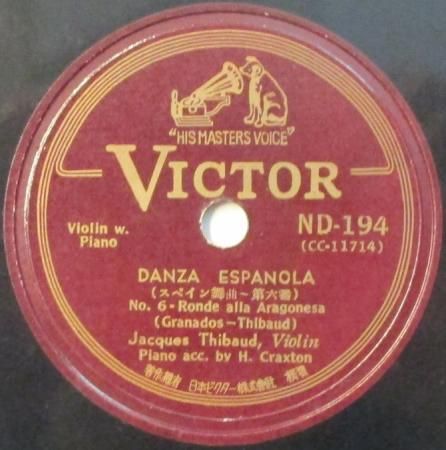 "HIS MASTERS VOICE"
VICTOR
Violin w.
Piano
ND-194
(CC-11714)
DANZA ESPANOLA
(スペイン舞曲~第六番)
No. 6-Ronde alla Aragonesa
(Granados-Thibaud)
Jacques Thibaud, Violin
Piano acc. by H. Craxton
日本ビクター株式会社